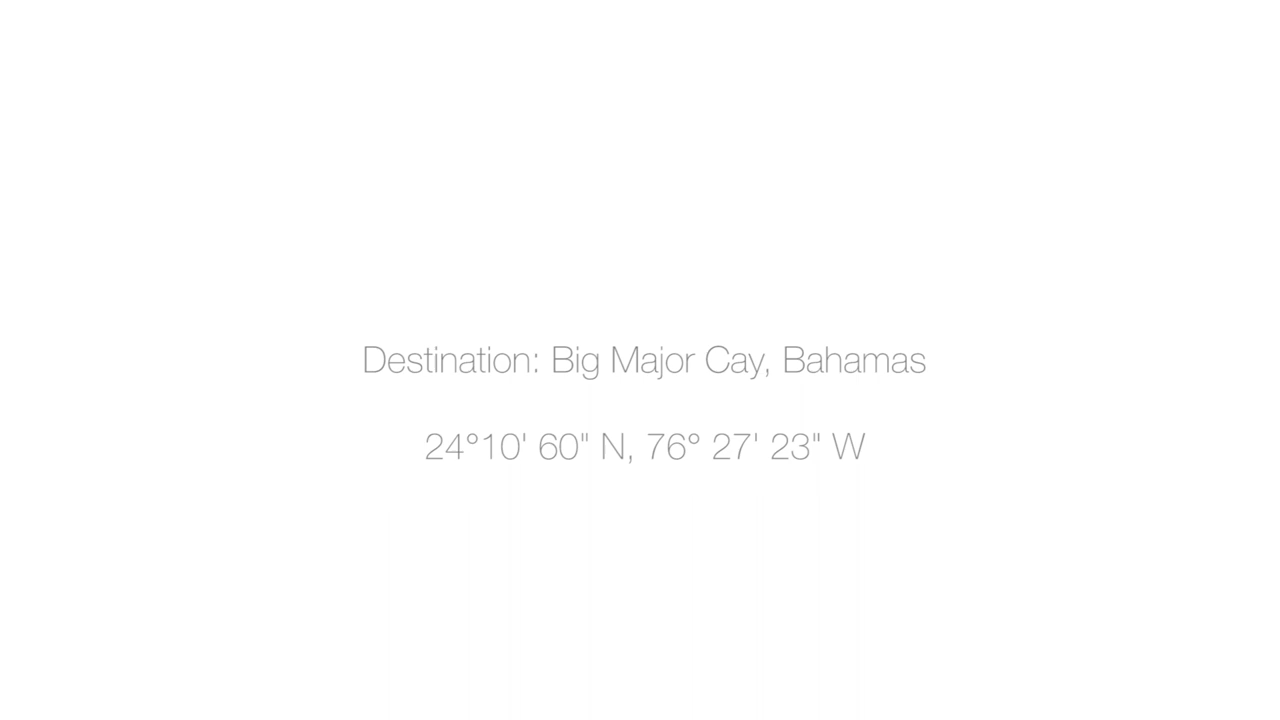 Destination: Big Major Cay, Bahamas
24°10' 60" N, 76° 27' 23" W